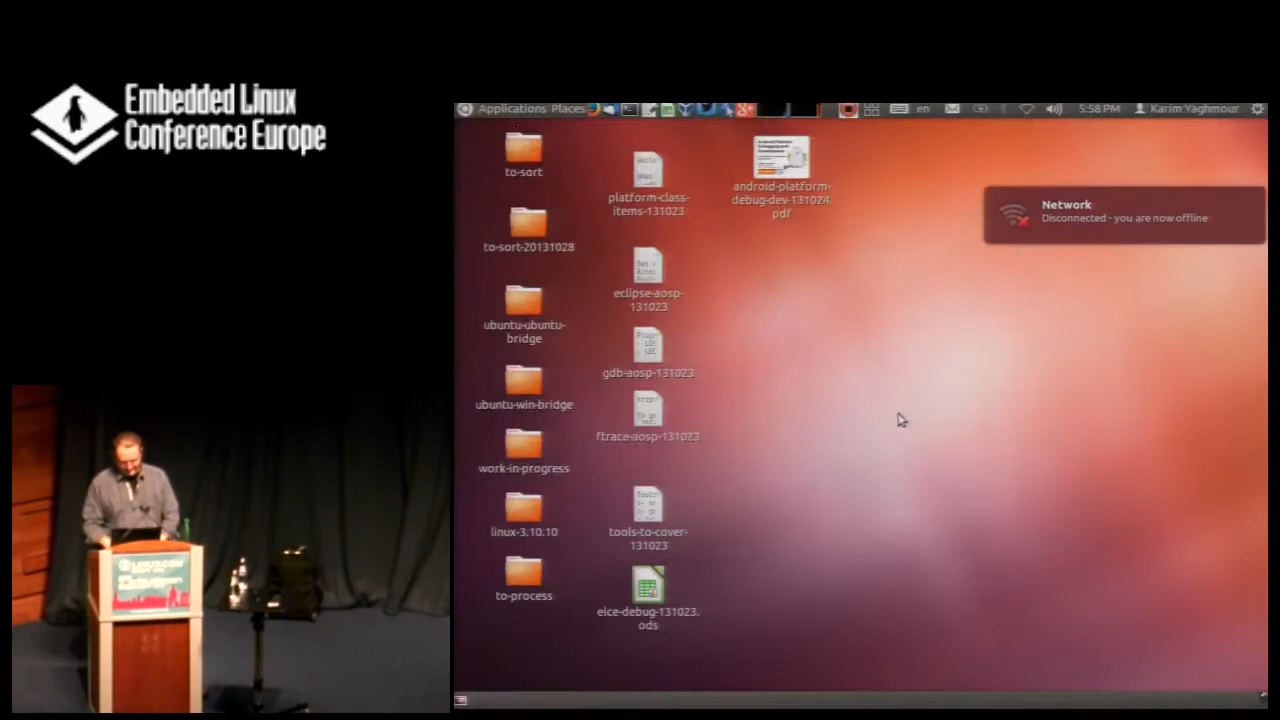 Embedded Linux
Conference Europe
Applications Places
en
5:58 PM
Karim Yaghmour
to-sort
to-sort-20131028
ubuntu-ubuntu-
bridge
ubuntu-win-bridge
work-in-progress
linux-3.10.10
to-process
platform-class-
items-131023
eclipse-aosp-
131023
gdb-aosp-131023
ftrace-aosp-131023
tools-to-cover-
131023
elce-debug-131023.
ods
android-platform-
debug-dev-131024.
pdf
Network
Disconnected - you are now offline